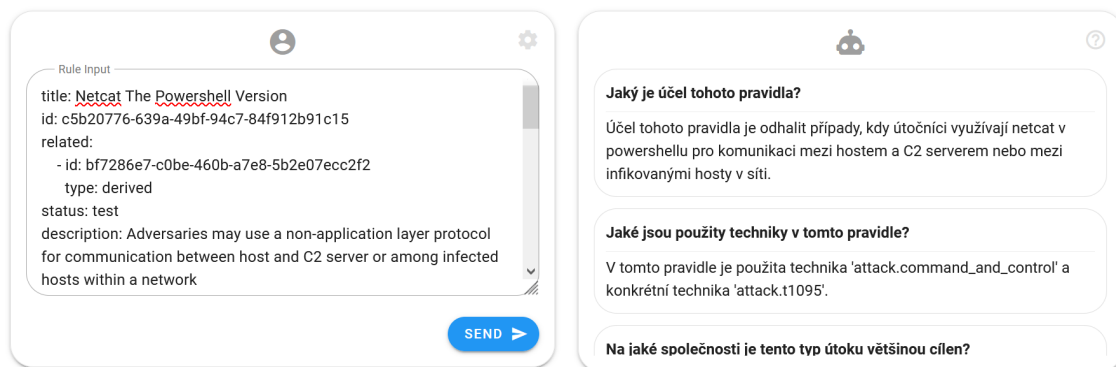 Rule Input
title: Netcat The Powershell Version
id: c5b20776-639a-49bf-94c7-84f912b91c15
related:
- id: bf7286e7-c0be-460b-a7e8-5b2e07ecc2f2
type: derived
status: test
description: Adversaries may use a non-application layer protocol
for communication between host and C2 server or among infected
hosts within a network
SEND
Jaký je účel tohoto pravidla?
Účel tohoto pravidla je odhalit případy, kdy útočníci využívají netcat v
powershellu pro komunikaci mezi hostem a C2 serverem nebo mezi
infikovanými hosty v síti.
Jaké jsou použity techniky v tomto pravidle?
V tomto pravidle je použita technika 'attack.command_and_control' a
konkrétní technika 'attack.t1095'.
Na jaké společnosti je tento typ útoku většinou cílen?